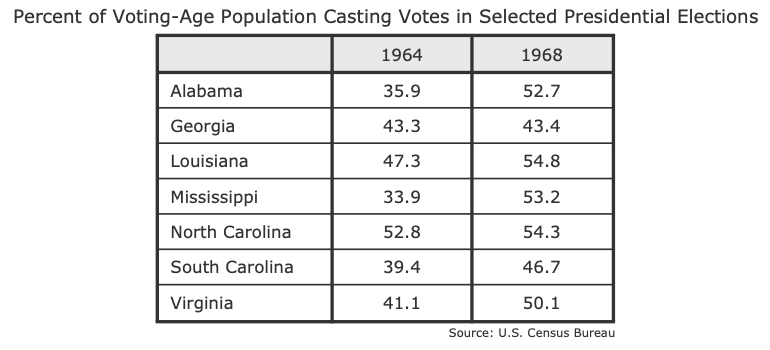 Percent of Voting-Age Population Casting Votes in Selected Presidential Elections
1964 1968
Alabama 35.9 52.7
Georgia 43.3 43.4
Louisiana 47.3 54.8
Mississippi 33.9 53.2
North Carolina 52.8 54.3
South Carolina 39.4 46.7
Virginia 41.1 50.1
Source: U.S. Census Bureau